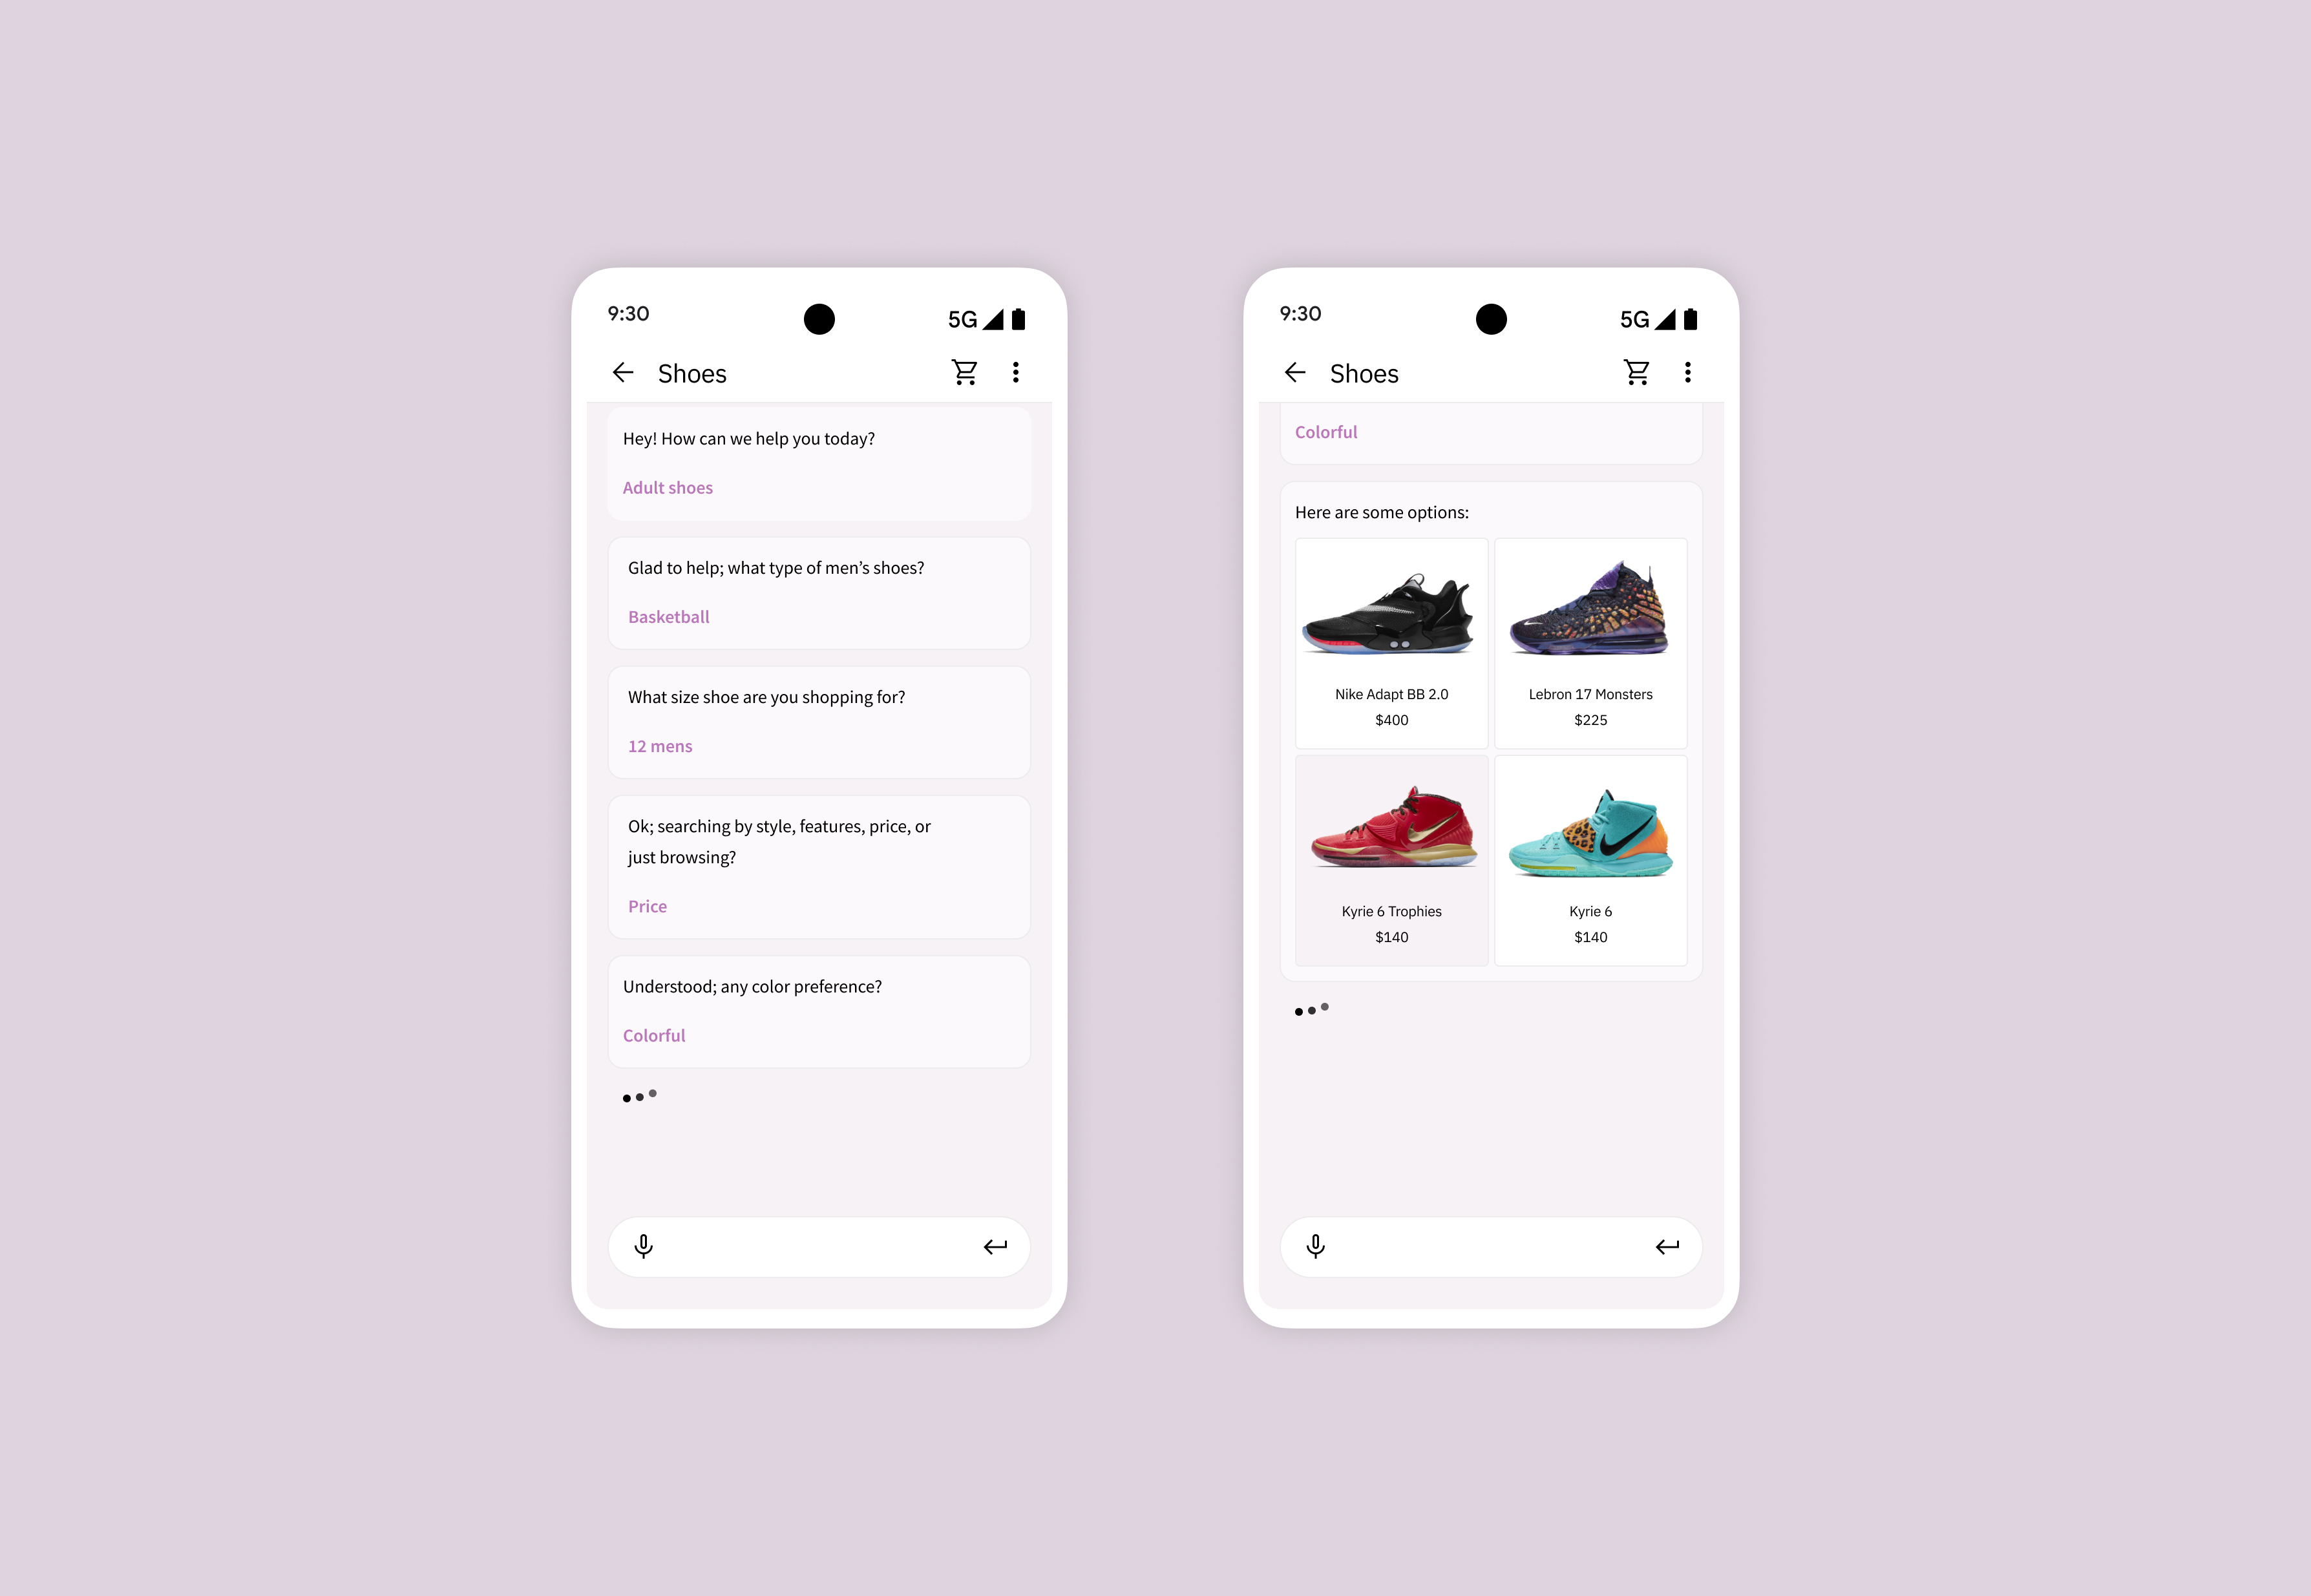 9:30
5G
Shoes
Hey! How can we help you today?
Adult shoes
Glad to help; what type of men’s shoes?
Basketball
What size shoe are you shopping for?
12 mens
Ok; searching by style, features, price, or
just browsing?
Price
Understood; any color preference?
Colorful
9:30
5G
Shoes
Colorful
Here are some options:
Nike Adapt BB 2.0
$400
Lebron 17 Monsters
$225
Kyrie 6 Trophies
$140
Kyrie 6
$140